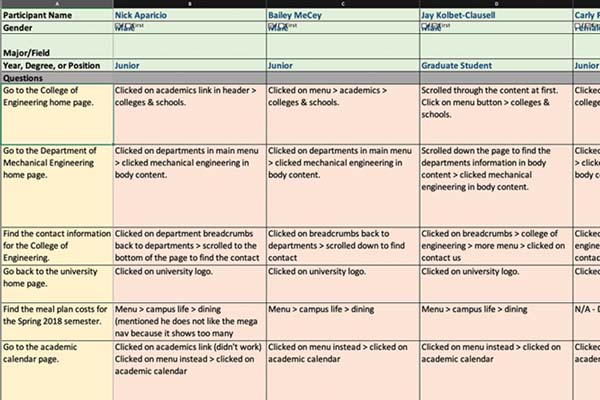 A B C D
Participant Name Nick Aparicio Bailey MeCey Jay Kolbet-Clausell Carly
Gender Male Male Male
Major/Field
Year, Degree, or Position Junior Junior Graduate Student Junior
Questions
Go to the College of
Engineering home page.
Clicked on academics link in header >
colleges & schools.
Clicked on menu > academics >
colleges & schools.
Scrolled through the content at first.
Click on menu button > colleges &
schools.
Go to the Department of
Mechanical Engineering
home page.
Clicked on departments in main menu
> clicked mechanical engineering in
body content.
Clicked on departments in main menu
> clicked mechanical engineering in
body content.
Scrolled down the page to find the
departments information in body
content > clicked mechanical
engineering in body content.
Find the contact information
for the College of
Engineering.
Clicked on department breadcrumbs
back to departments > scrolled to the
bottom of the page to find the contact
Clicked on breadcrumbs back to
departments > scrolled down to find
contact
Clicked on breadcrumbs > college of
engineering > more menu > clicked on
contact us
Go back to the university
home page.
Clicked on university logo.
Clicked on university logo.
Clicked on university logo.
Find the meal plan costs for
the Spring 2018 semester.
Menu > campus life > dining
(mentioned he does not like the mega
nav because it shows too many
Menu > campus life > dining
Menu > campus life > dining
N/A -
Go to the academic
calendar page.
Clicked on academics link (didn't work)
Clicked on menu instead > clicked on
academic calendar
Clicked on menu instead > clicked on
academic calendar
Clicked on menu instead > clicked on
academic calendar